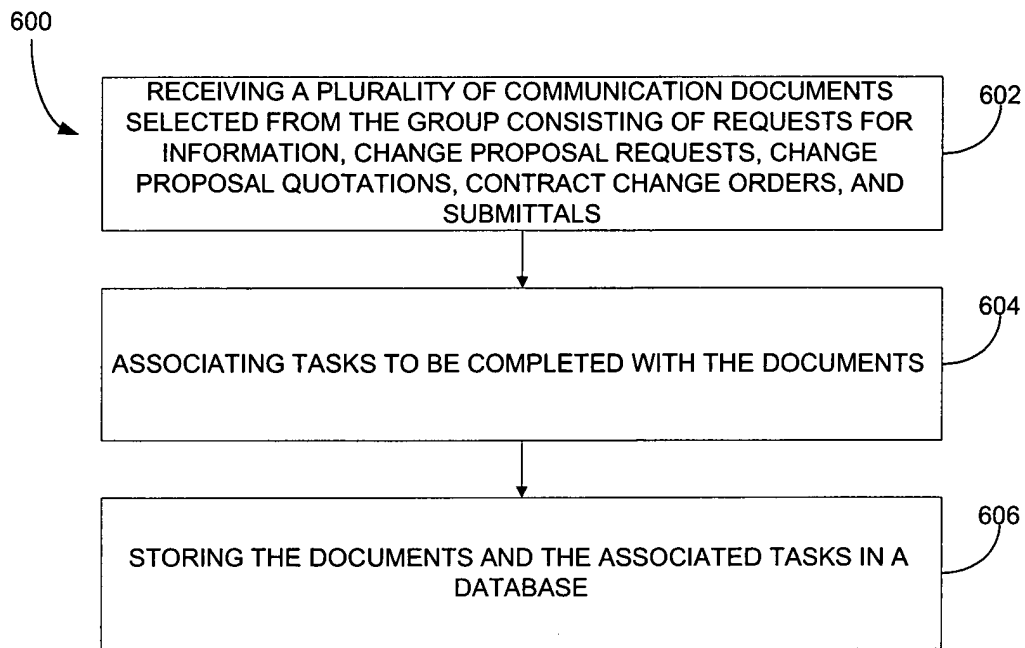 600
RECEIVING A PLURALITY OF COMMUNICATION DOCUMENTS
SELECTED FROM THE GROUP CONSISTING OF REQUESTS FOR
INFORMATION, CHANGE PROPOSAL REQUESTS, CHANGE
PROPOSAL QUOTATIONS, CONTRACT CHANGE ORDERS, AND
SUBMITTALS
602
ASSOCIATING TASKS TO BE COMPLETED WITH THE DOCUMENTS
604
STORING THE DOCUMENTS AND THE ASSOCIATED TASKS IN A
DATABASE
606